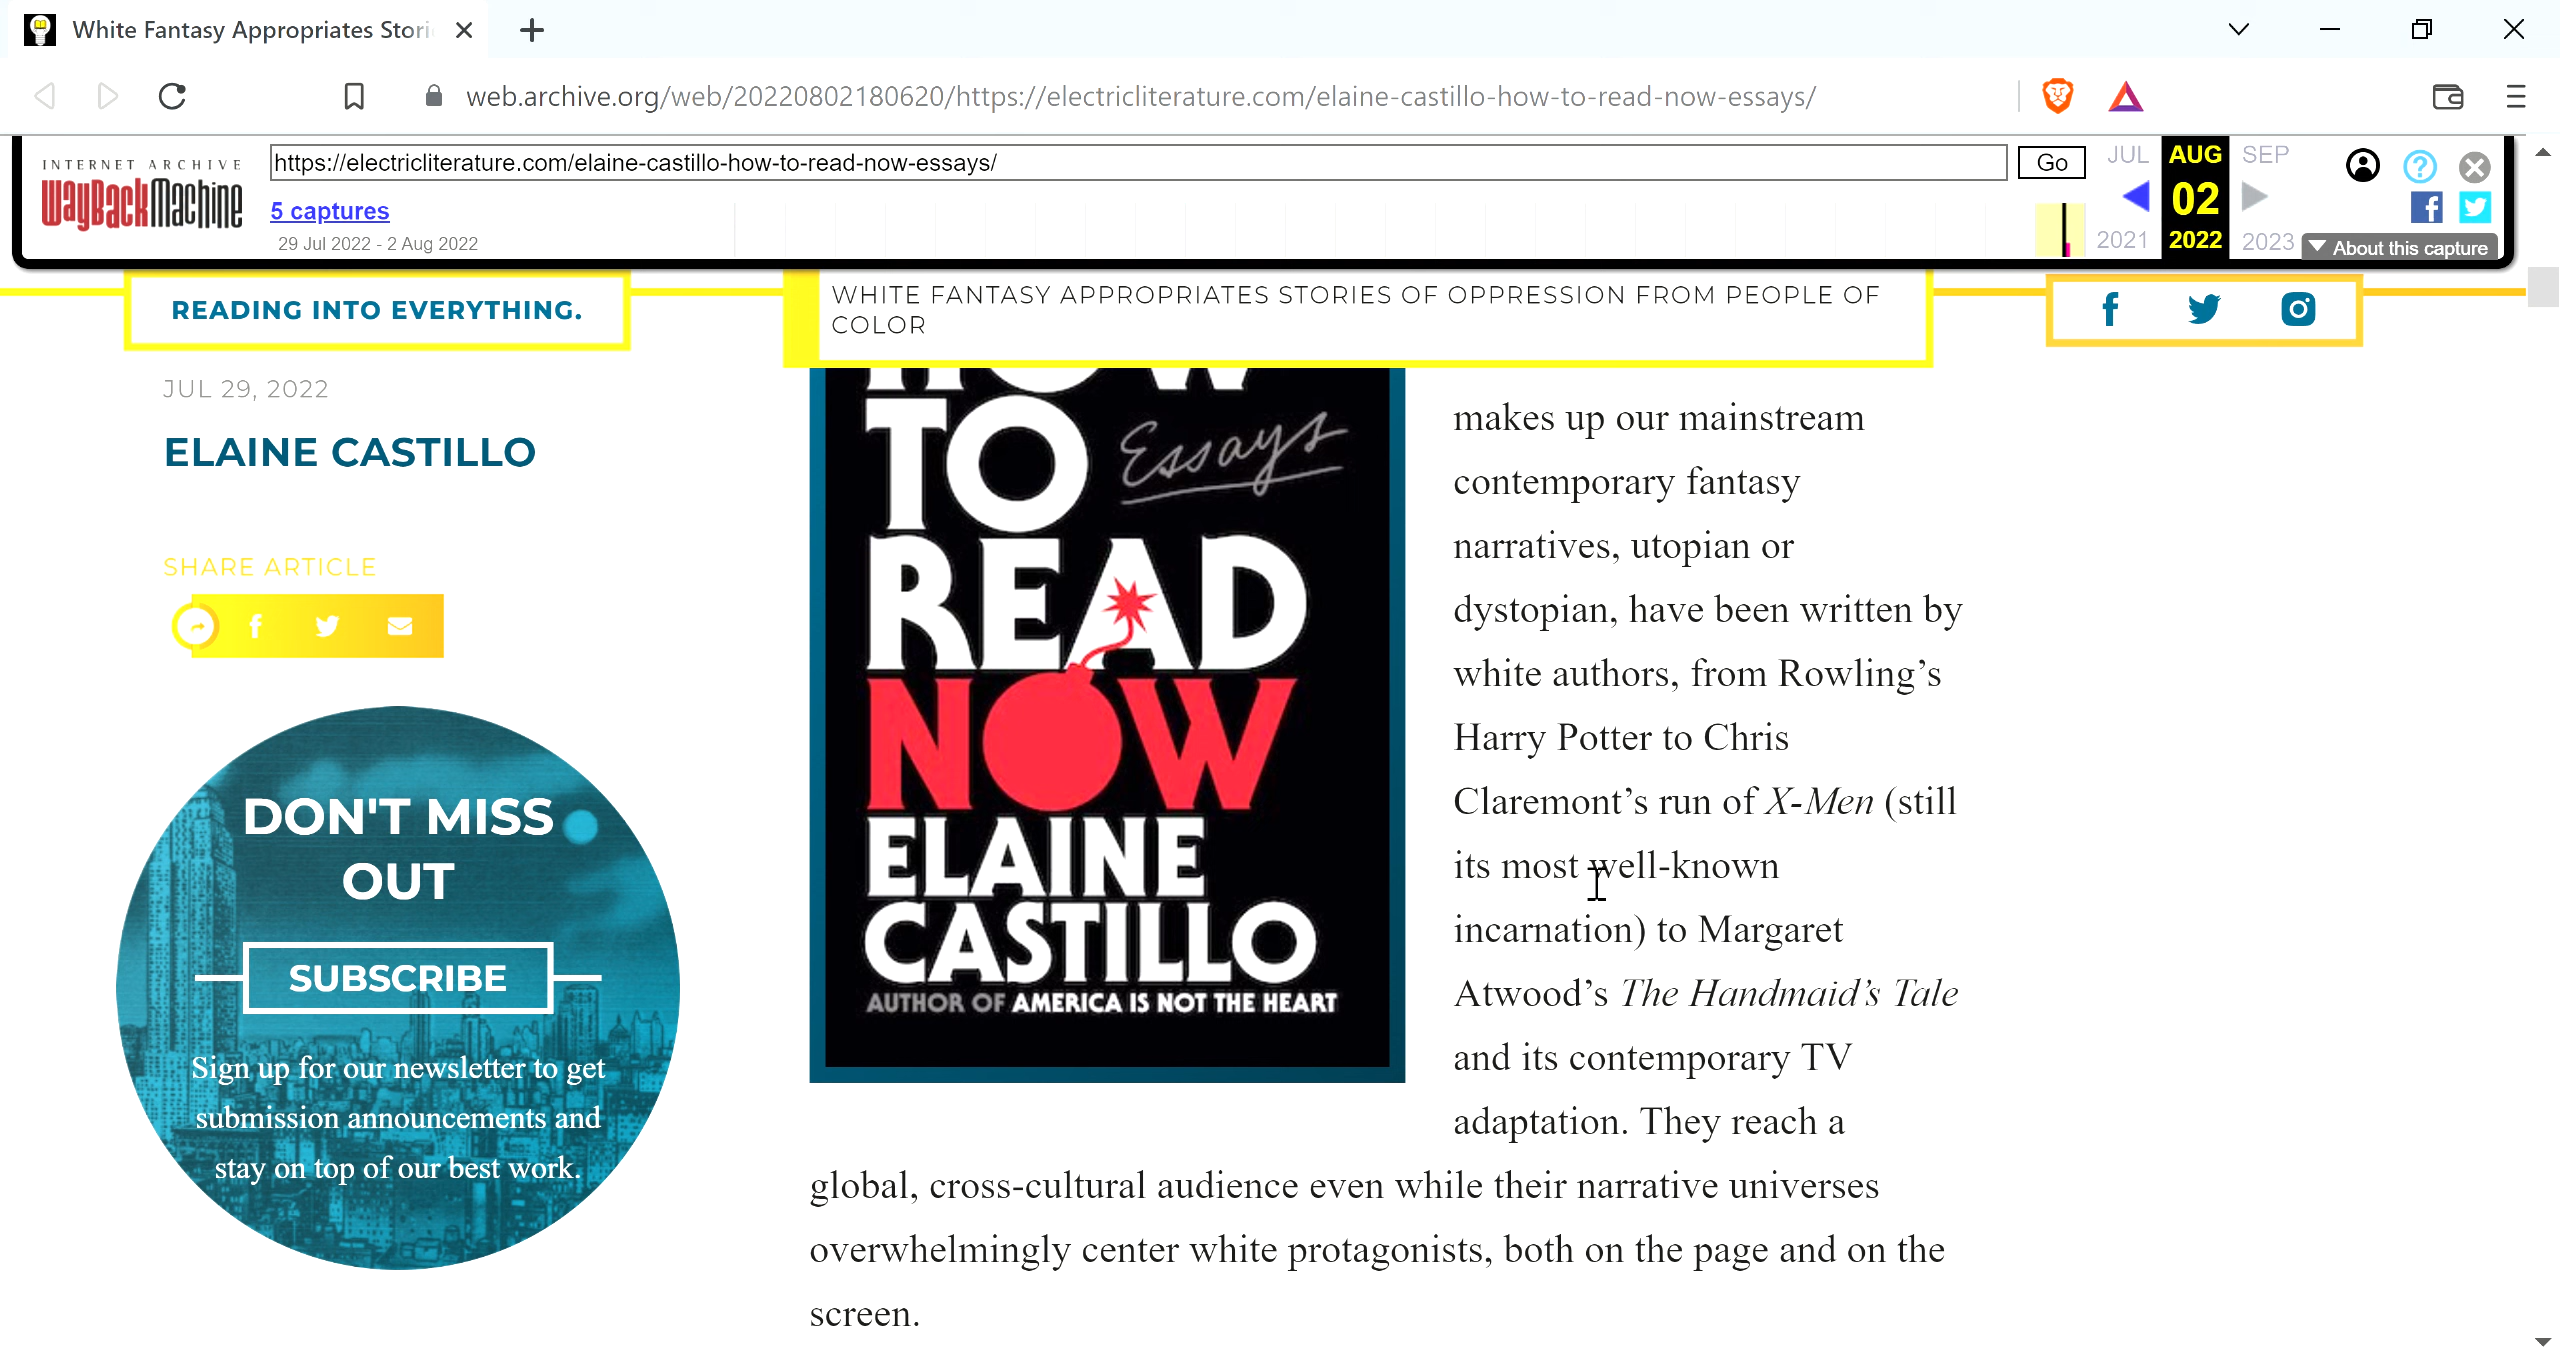 White Fantasy Appropriates Stori
web.archive.org/web/20220802180620/https://electricliterature.com/elaine-castillo-how-to-read-now-essays/
INTERNET ARCHIVE
WayBackMachine
https://electricliterature.com/elaine-castillo-how-to-read-now-essays/
Go
5 captures
29 Jul 2022 - 2 Aug 2022
JUL
AUG
SEP
02
2021
2022
2023
About this capture
READING INTO EVERYTHING.
WHITE FANTASY APPROPRIATES STORIES OF OPPRESSION FROM PEOPLE OF
COLOR
JUL 29, 2022
ELAINE CASTILLO
SHARE ARTICLE
DON'T MISS
OUT
SUBSCRIBE
Sign up for our newsletter to get
submission announcements and
stay on top of our best work.
HOW
TO
Essays
READ
NOW
ELAINE
CASTILLO
AUTHOR OF AMERICA IS NOT THE HEART
makes up our mainstream
contemporary fantasy
narratives, utopian or
dystopian, have been written by
white authors, from Rowling’s
Harry Potter to Chris
Claremont’s run of X-Men (still
its most well-known
incarnation) to Margaret
Atwood’s The Handmaid’s Tale
and its contemporary TV
adaptation. They reach a
global, cross-cultural audience even while their narrative universes
overwhelmingly center white protagonists, both on the page and on the
screen.